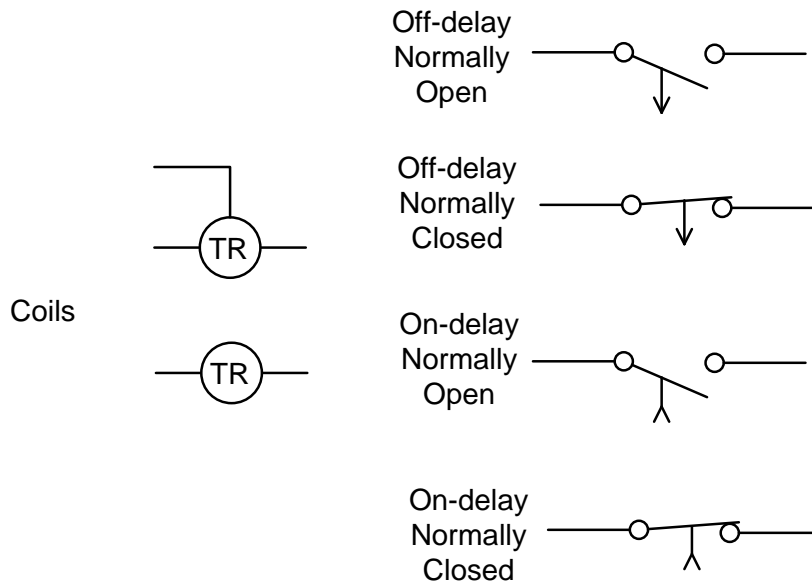 Off-delay
Normally
Open
Off-delay
Normally
Closed
TR
Coils
TR
On-delay
Normally
Open
On-delay
Normally
Closed